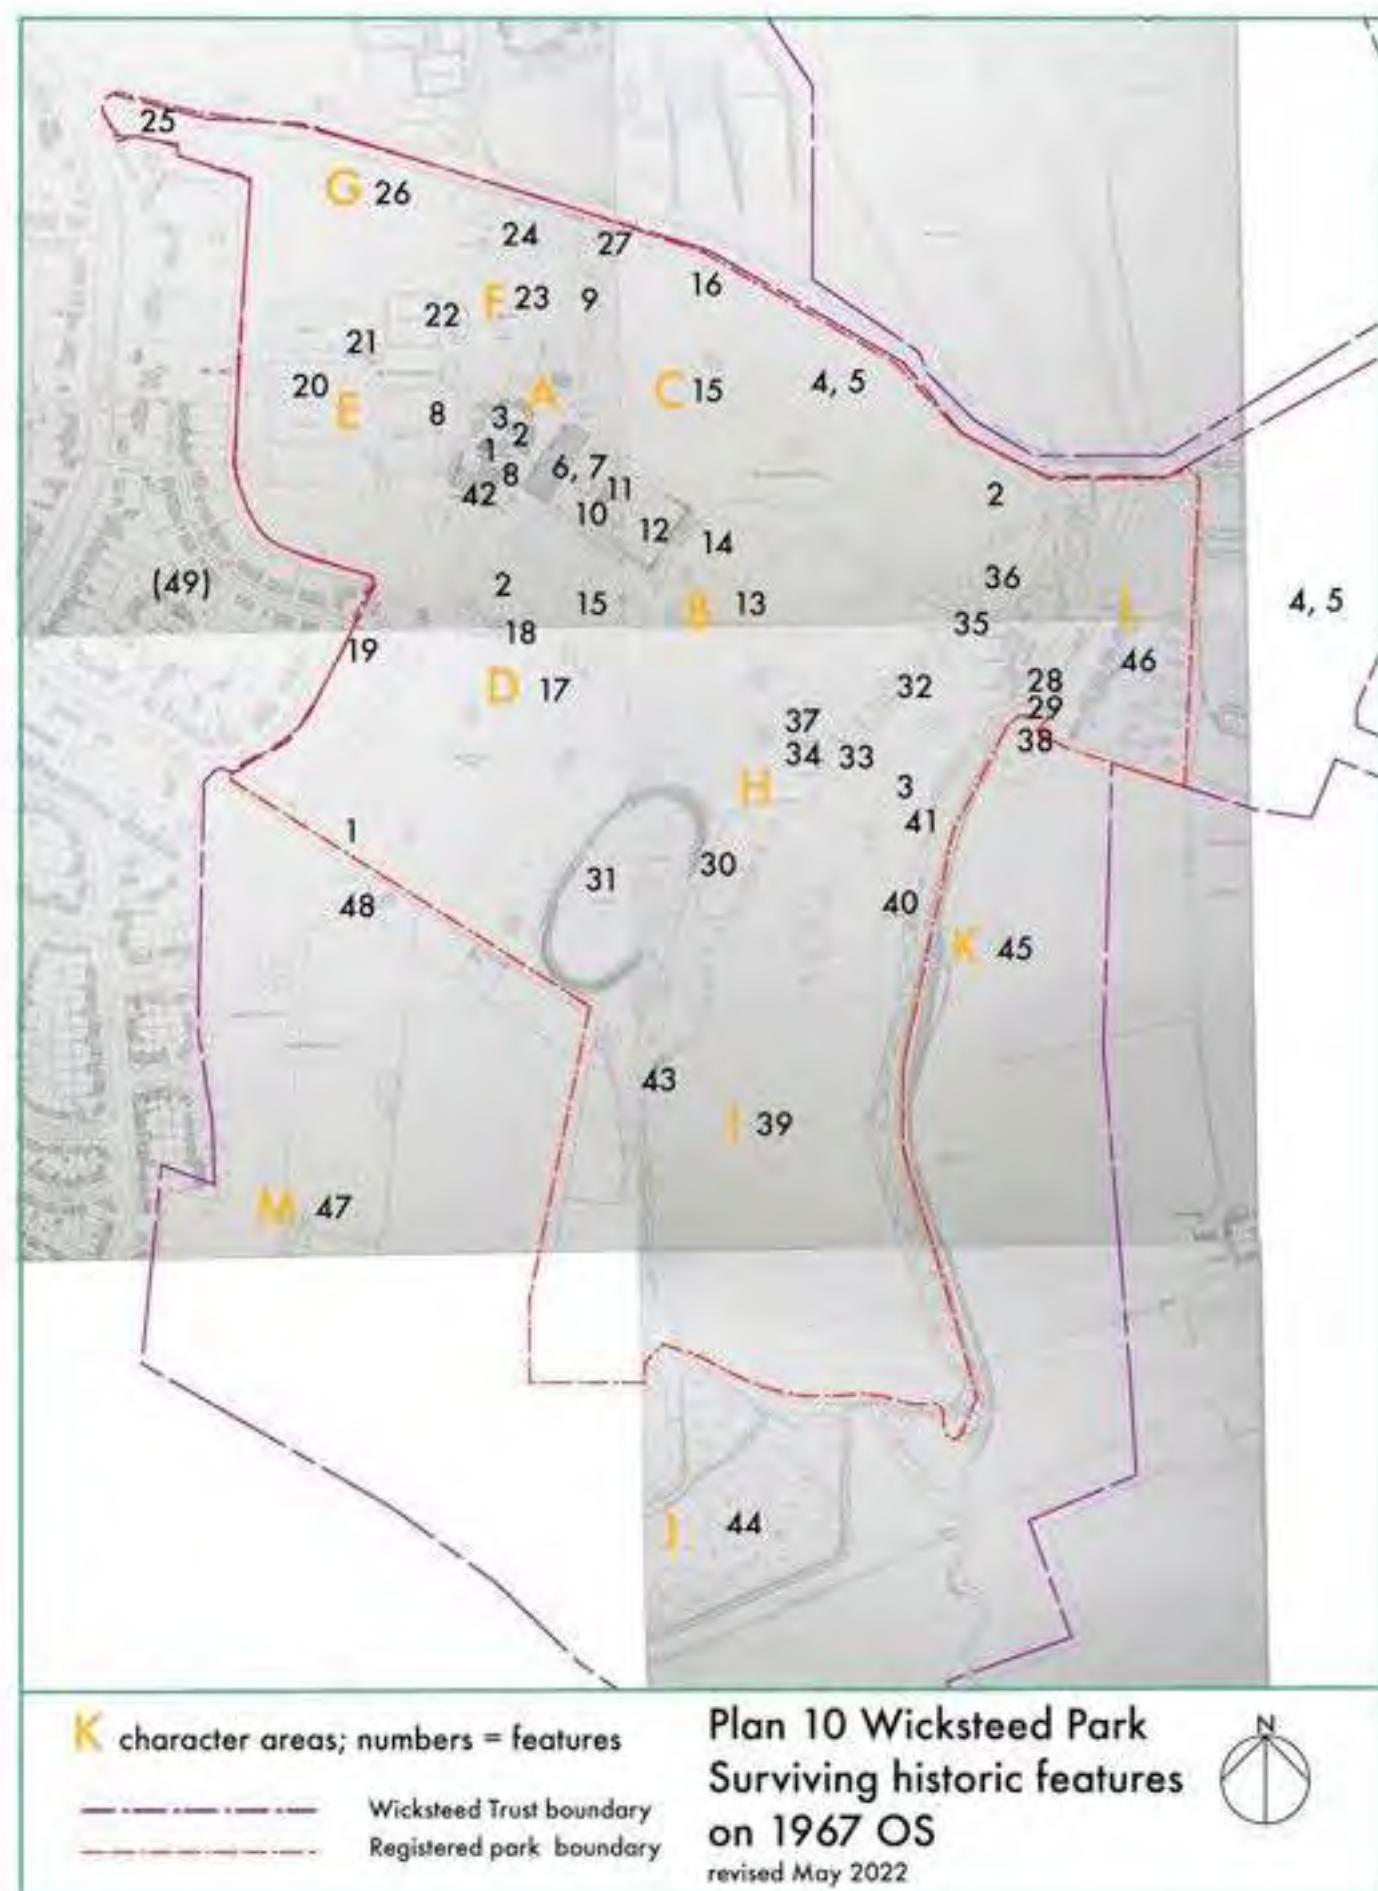 25
G 26
24
27
16
F 23 9
22
21
20
E
A
C 15
4, 5
8
3
2
1
8
6, 7
42
11
10
12
14
2
(49)
2
15
B 13
36
L
4, 5
35
18
19
46
D 17
32
28
29
37
38
34 33
H
3
1
41
30
31
48
40
K 45
43
I 39
M 47
J 44
K character areas; numbers = features
Wicksteed Trust boundary
Registered park boundary
Plan 10 Wicksteed Park
Surviving historic features
on 1967 OS
revised May 2022
N